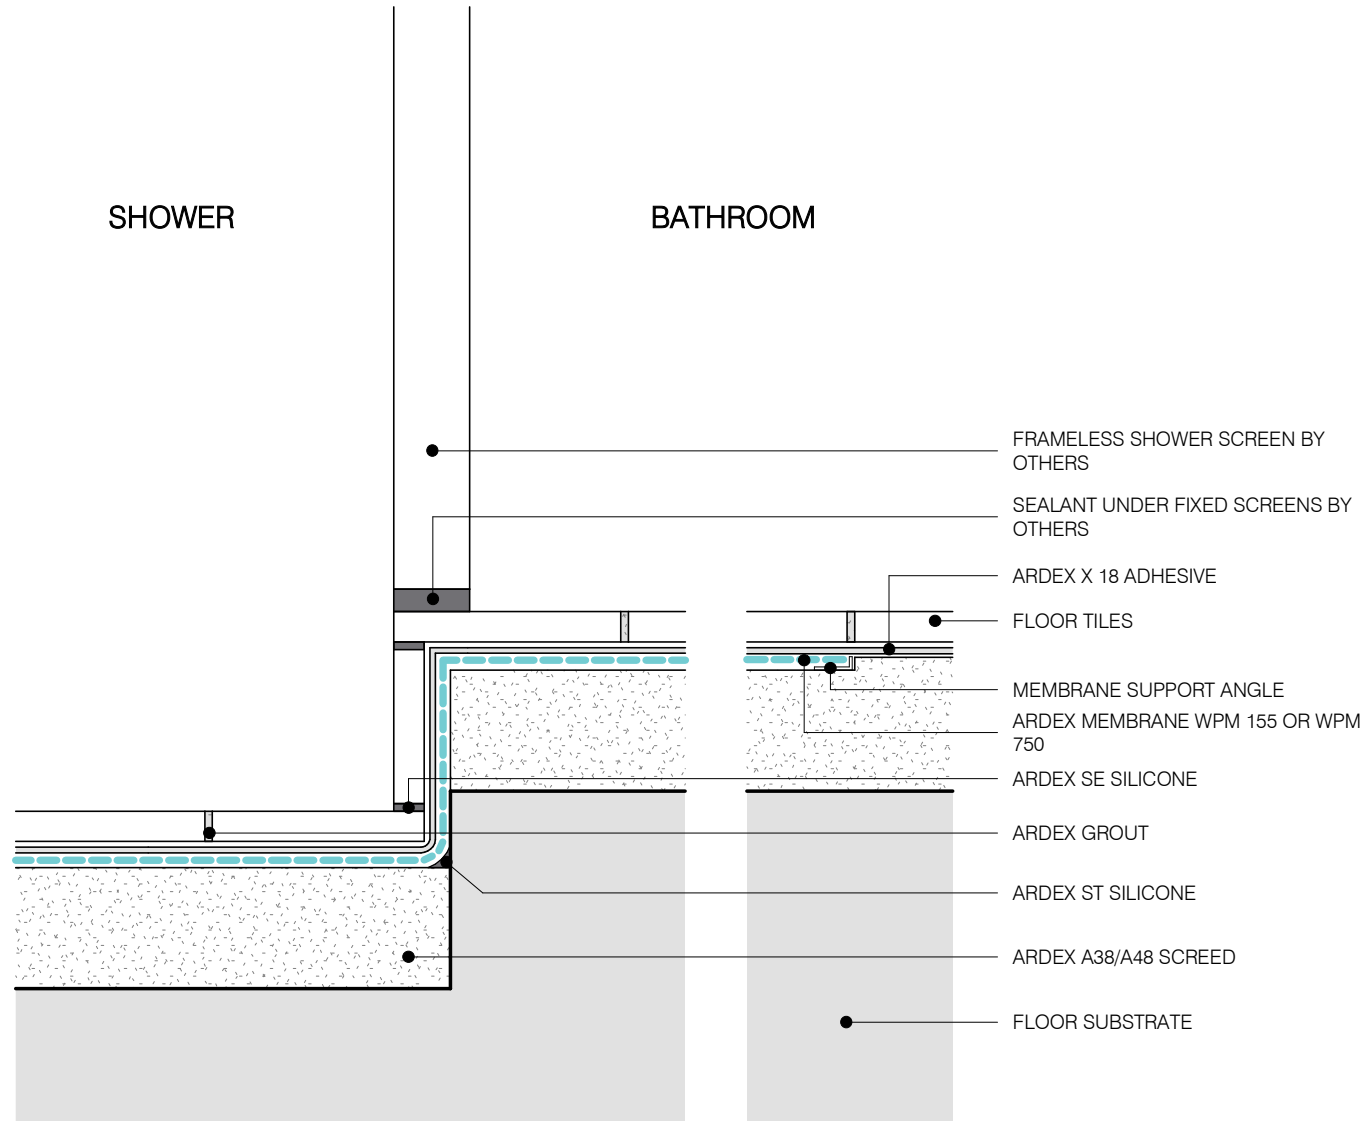 SHOWER
BATHROOM
FRAMELESS SHOWER SCREEN BY
OTHERS
SEALANT UNDER FIXED SCREENS BY
OTHERS
ARDEX X 18 ADHESIVE
FLOOR TILES
MEMBRANE SUPPORT ANGLE
ARDEX MEMBRANE WPM 155 OR WPM
750
ARDEX SE SILICONE
ARDEX GROUT
ARDEX ST SILICONE
ARDEX A38/A48 SCREED
FLOOR SUBSTRATE